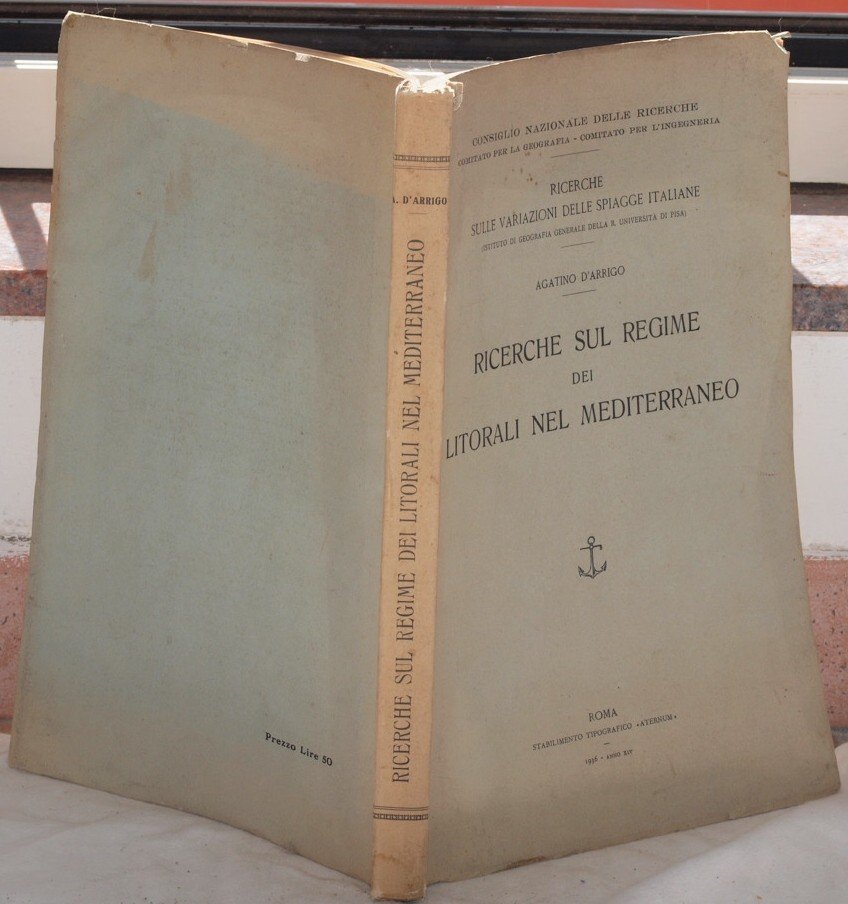 CONSIGLIO NAZIONALE DELLE RICERCHE
COMITATO PER LA GEOGRAFIA - COMITATO PER L'INGEGNERIA
RICERCHE
SULLE VARIAZIONI DELLE SPIAGGE ITALIANE
(ISTITUTO DI GEOGRAFIA GENERALE DELLA R. UNIVERSITÀ DI PISA)
AGATINO D'ARRIGO
RICERCHE SUL REGIME
DEI
LITORALI NEL MEDITERRANEO
ROMA
STABILIMENTO TIPOGRAFICO «ATERNUM»
1936 - ANNO XIV
A. D'ARRIGO
RICERCHE SUL REGIME DEI LITORALI NEL MEDITERRANEO
Prezzo Lire 50